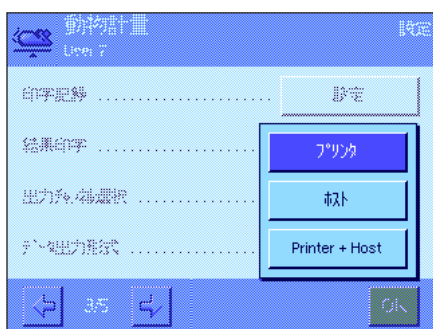 動物計量
設定
User 7
印字記録 ........................ 設定
結果印字
プリンタ
出力チャンネル選択
ホスト
データ出力形式
Printer + Host
3/5
OK